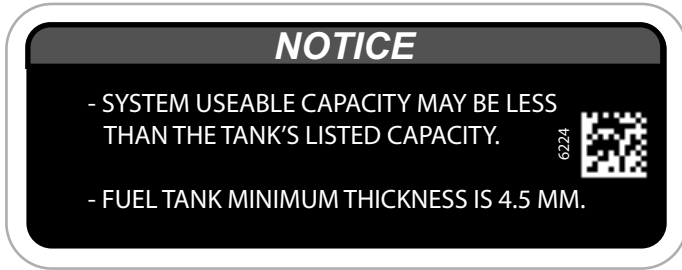 NOTICE
- SYSTEM USEABLE CAPACITY MAY BE LESS
THAN THE TANK'S LISTED CAPACITY.
6224
- FUEL TANK MINIMUM THICKNESS IS 4.5 MM.